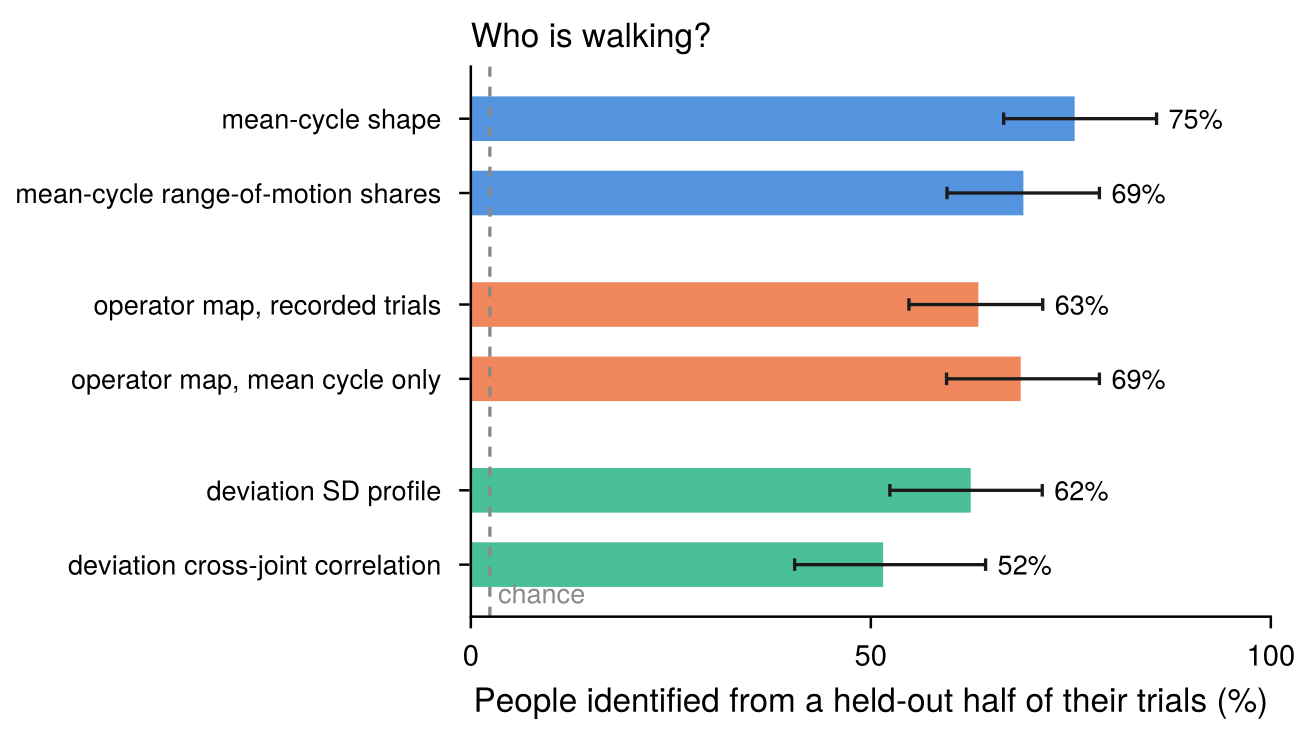 Who is walking?
mean-cycle shape
75%
mean-cycle range-of-motion shares
69%
operator map, recorded trials
63%
operator map, mean cycle only
69%
deviation SD profile
62%
deviation cross-joint correlation
52%
chance
0
50
100
People identified from a held-out half of their trials (%)